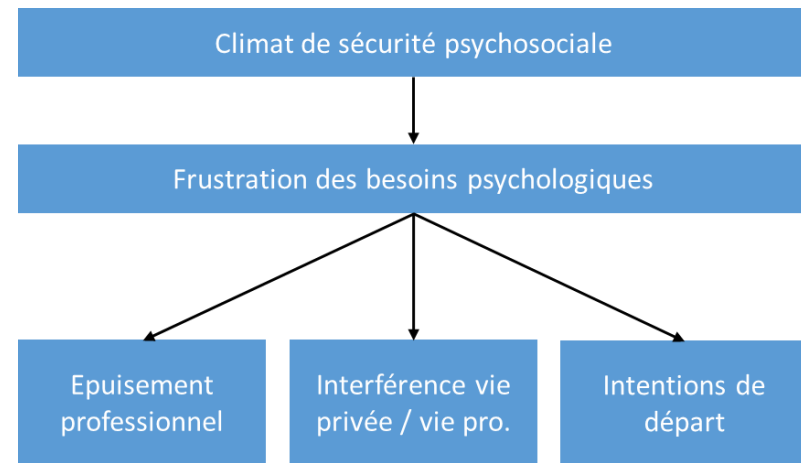 Climat de sécurité psychosociale
Frustration des besoins psychologiques
Epuisement
professionnel
Interférence vie
privée / vie pro.
Intentions de
départ